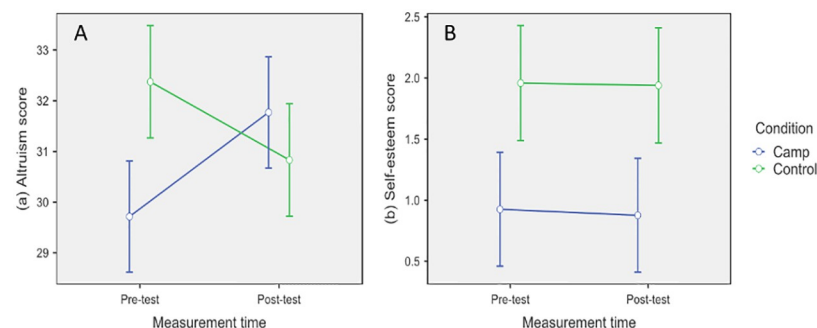 A
(a) Altruism score
33
32
31
30
29
Pre-test
Post-test
Measurement time
B
(b) Self-esteem score
2.5
2.0
1.5
1.0
0.5
Pre-test
Post-test
Measurement time
Condition
Camp
Control